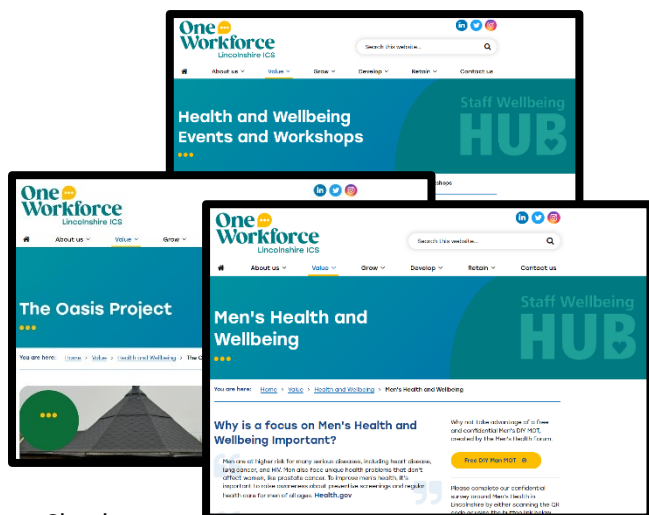 One
Workforce
Lincolnshire ICS
Search this website...
About us
Value
Grow
Develop
Retain
Contact us
Health and Wellbeing
Events and Workshops
Staff Wellbeing
HUB
One
Workforce
Lincolnshire ICS
About us
Value
Grow
The Oasis Project
You are here: Home > Value > Health and Wellbeing >
One
Workforce
Lincolnshire ICS
Search this website...
About us
Value
Grow
Develop
Retain
Contact us
Men's Health and
Wellbeing
Staff Wellbeing
HUB
You are here: Home > Value > Health and Wellbeing > Men's Health and Wellbeing
Why is a focus on Men's Health and
Wellbeing Important?
Men are at higher risk for many serious diseases, including heart disease,
lung cancer, and HIV. Men also face unique health problems that don't
affect women, like prostate cancer. To improve men's health, it's
important to raise awareness about preventive screenings and regular
health care for men of all ages. Health.gov
Why not take advantage of a free
and confidential Men's DIY MOT,
created by the Men's Health Forum.
Free DIY Man MOT
Please complete our confidential
survey around Men's Health in
Lincolnshire by either scanning the QR
code or using the button link below